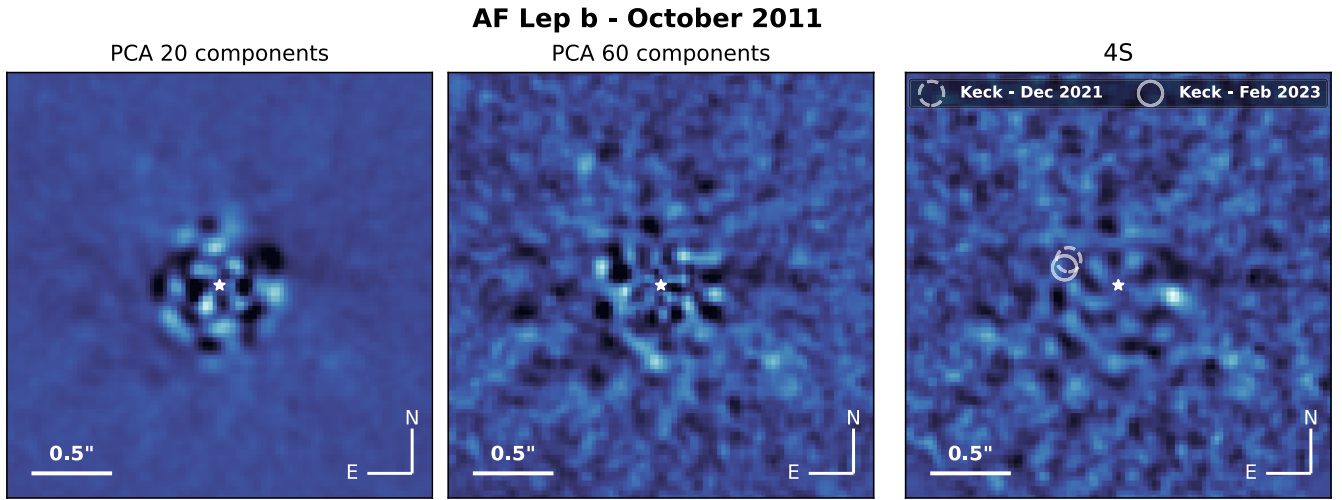 AF Lep b - October 2011
PCA 20 components
PCA 60 components
4S
Keck - Dec 2021
Keck - Feb 2023
N
E
0.5"
N
E
0.5"
N
E
0.5"